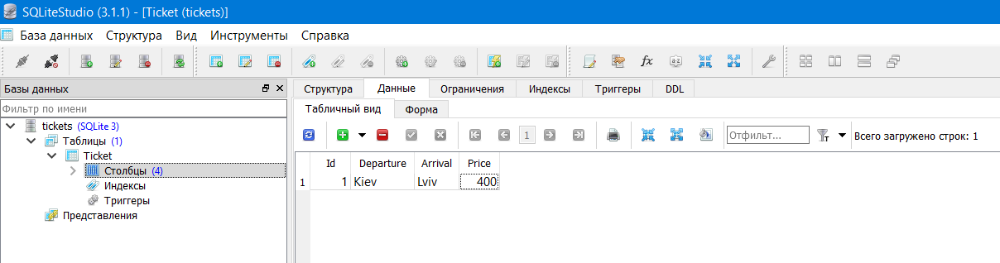 SQLiteStudio (3.1.1) - [Ticket (tickets)]
База данных Структура Вид Инструменты Справка
fx
a-z
Базы данных
Фильтр по имени
tickets (SQLite 3)
Таблицы (1)
Ticket
Столбцы (4)
Индексы
Триггеры
Представления
Структура Данные Ограничения Индексы Триггеры DDL
Табличный вид Форма
1 Отфильт... T Всего загружено строк: 1
Id Departure Arrival Price
1 1 Kiev Lviv 400